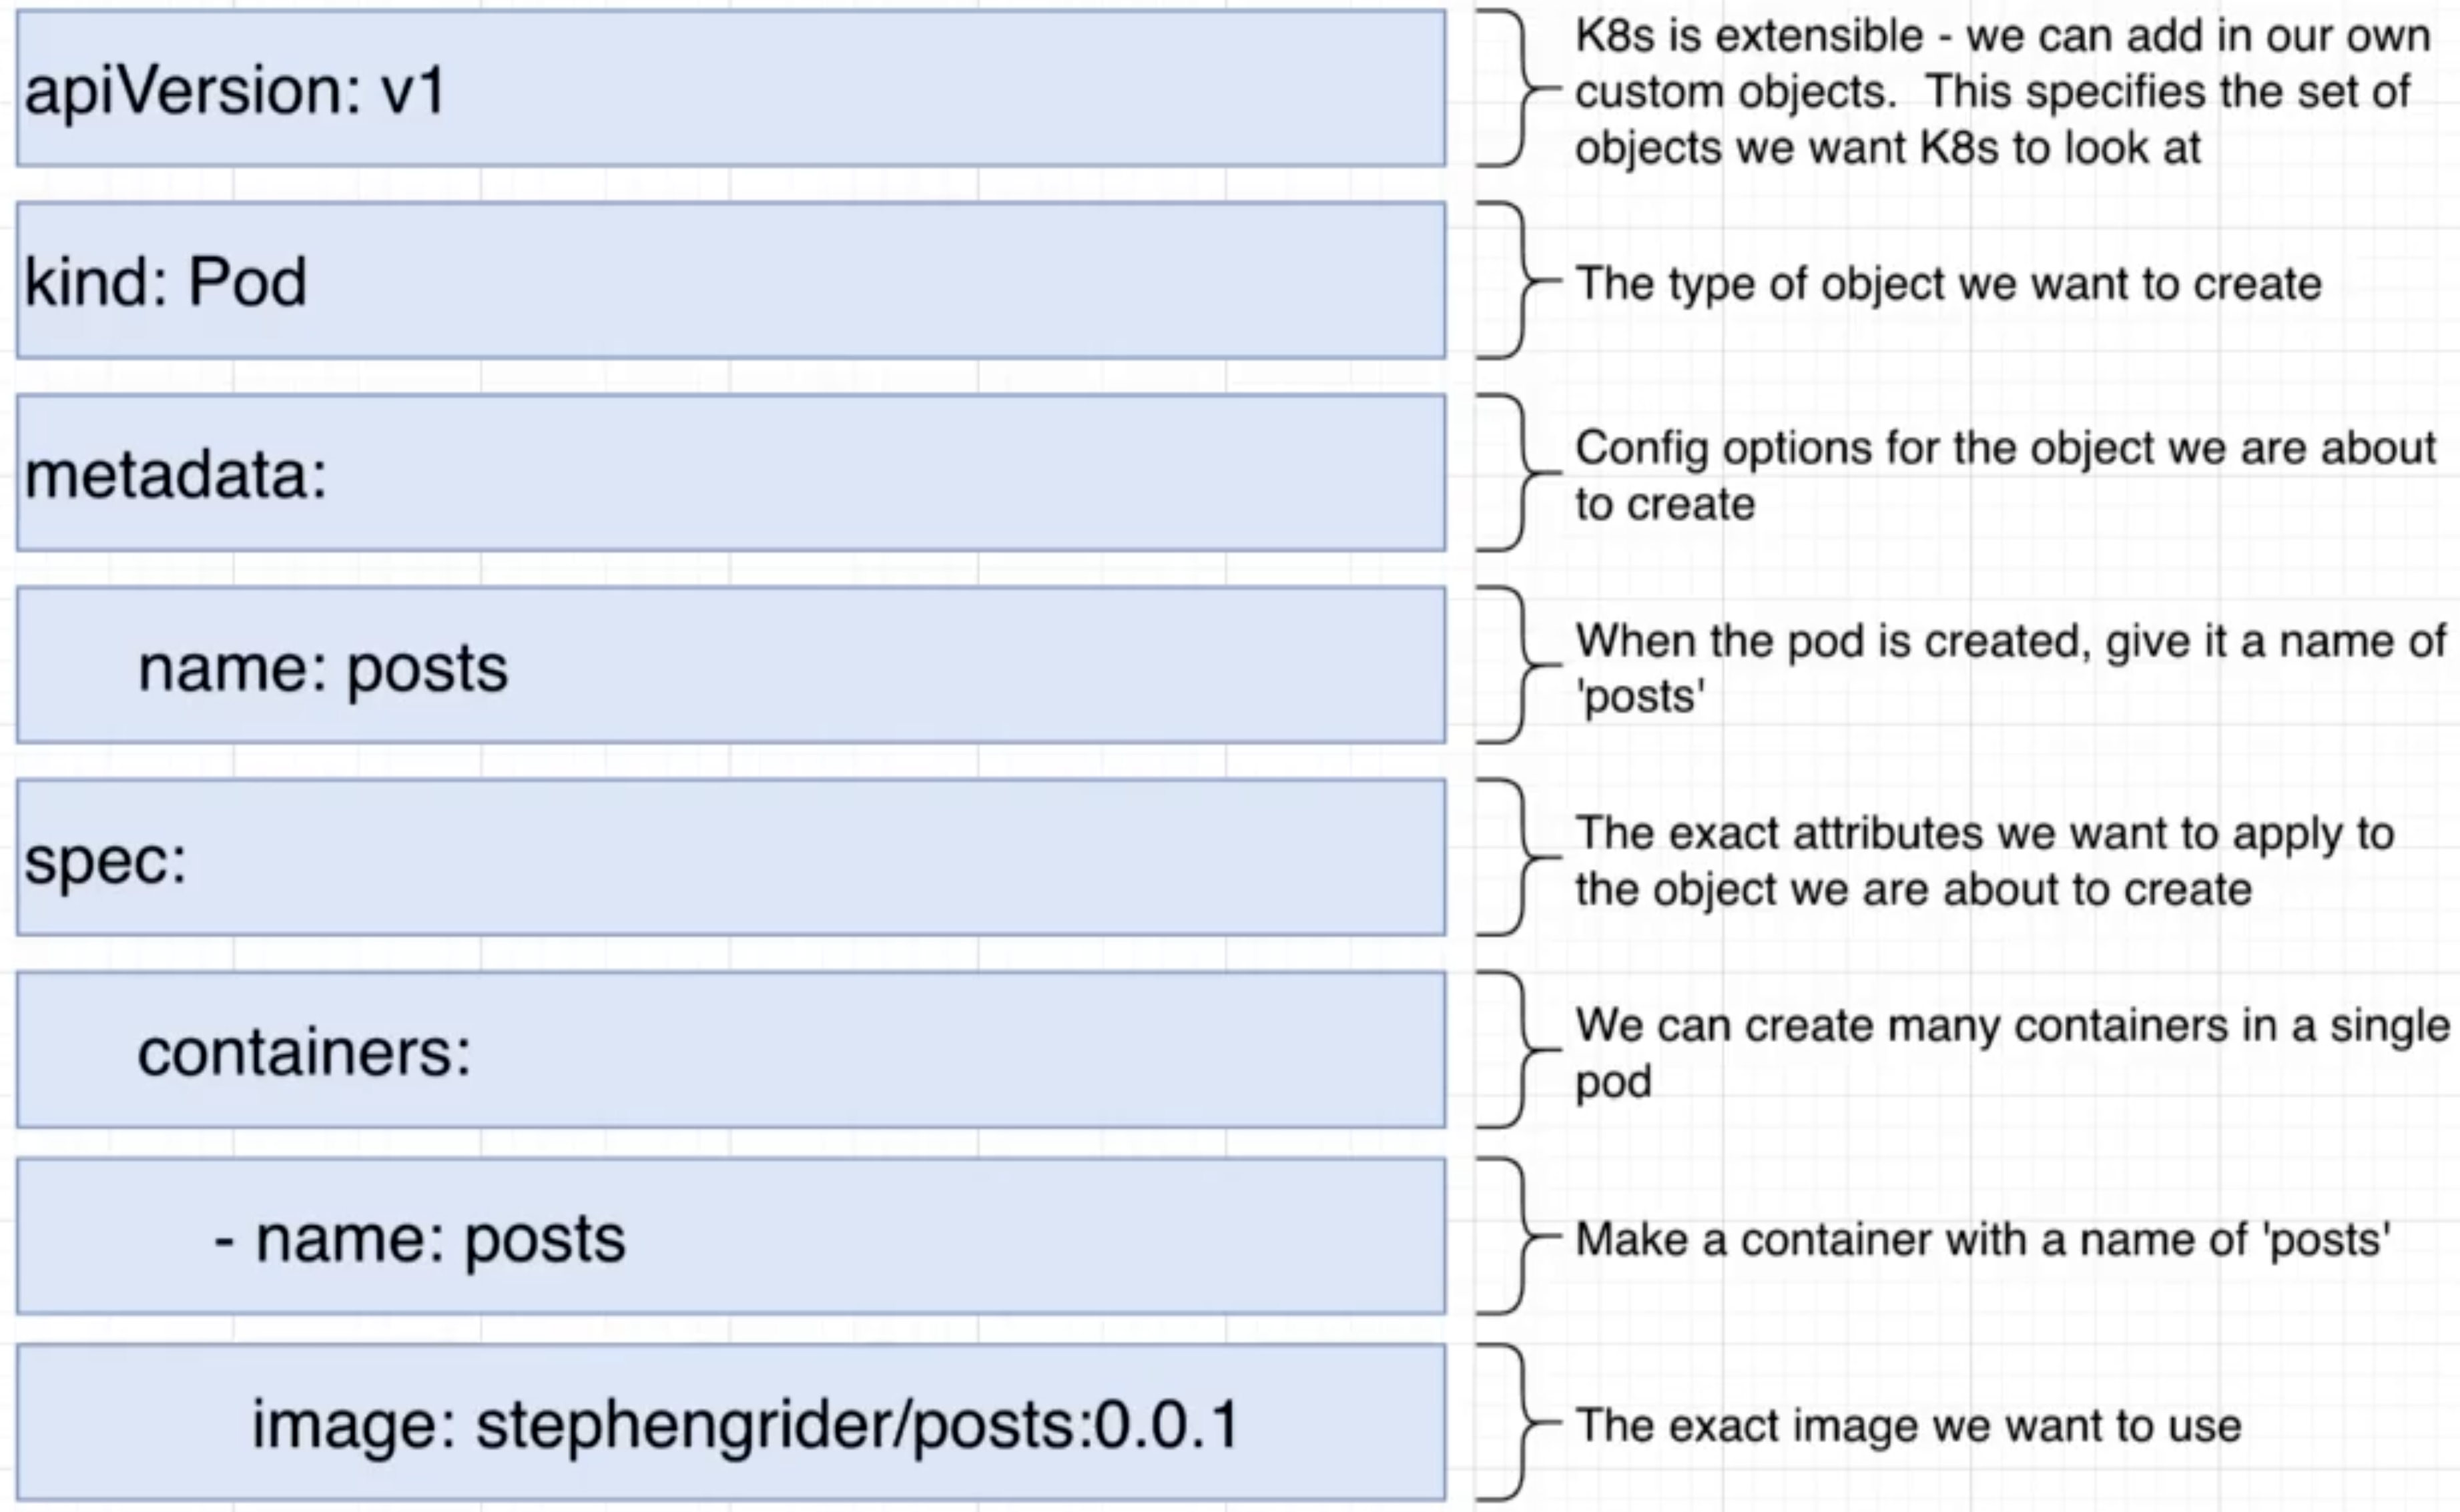 apiVersion: v1
K8s is extensible - we can add in our own
custom objects.  This specifies the set of
objects we want K8s to look at
kind: Pod
The type of object we want to create
metadata:
Config options for the object we are about
to create
name: posts
When the pod is created, give it a name of
'posts'
spec:
The exact attributes we want to apply to
the object we are about to create
containers:
We can create many containers in a single
pod
- name: posts
Make a container with a name of 'posts'
image: stephengrider/posts:0.0.1
The exact image we want to use